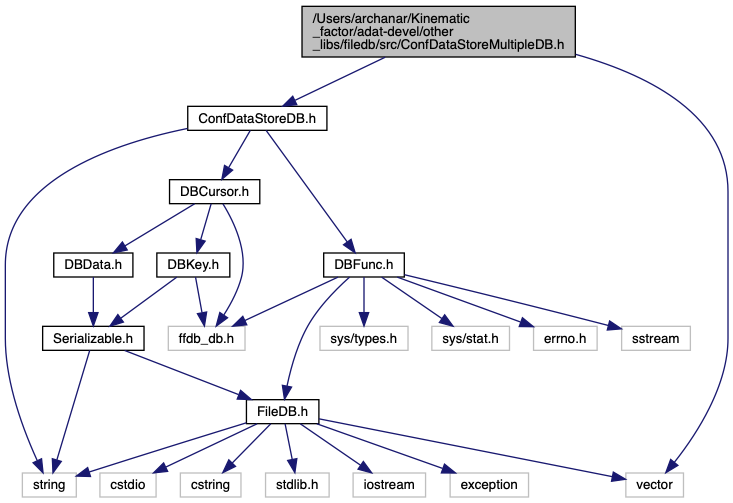 /Users/archanar/Kinematic
_factor/adat-devel/other
_libs/filedb/src/ConfDataStoreMultipleDB.h
ConfDataStoreDB.h
DBCursor.h
DBData.h
DBKey.h
DBFunc.h
Serializable.h
ffdb_db.h
sys/types.h
sys/stat.h
errno.h
sstream
FileDB.h
string
cstdio
cstring
stdlib.h
iostream
exception
vector